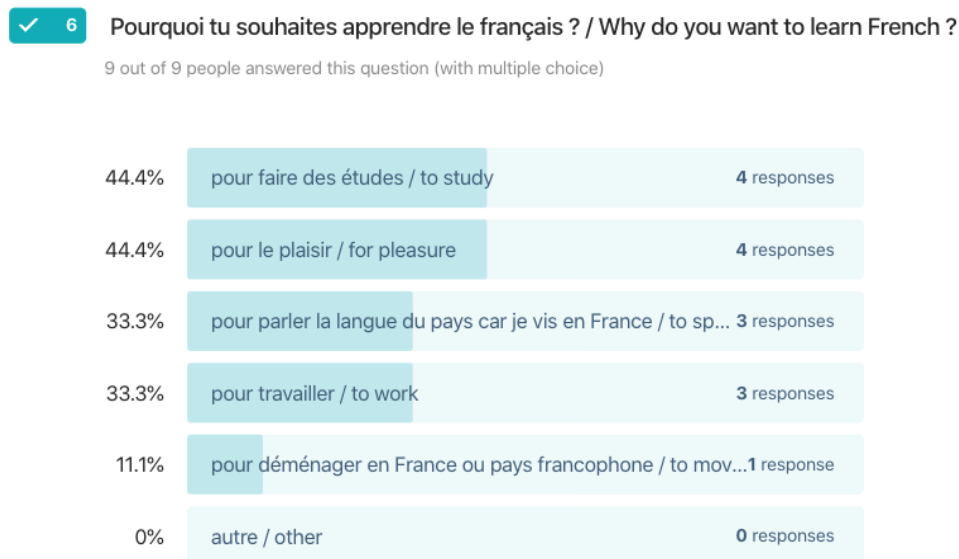 6 Pourquoi tu souhaites apprendre le français ? / Why do you want to learn French ?
9 out of 9 people answered this question (with multiple choice)
44.4% pour faire des études / to study 4 responses
44.4% pour le plaisir / for pleasure 4 responses
33.3% pour parler la langue du pays car je vis en France / to sp... 3 responses
33.3% pour travailler / to work 3 responses
11.1% pour déménager en France ou pays francophone / to mov... 1 response
0% autre / other 0 responses